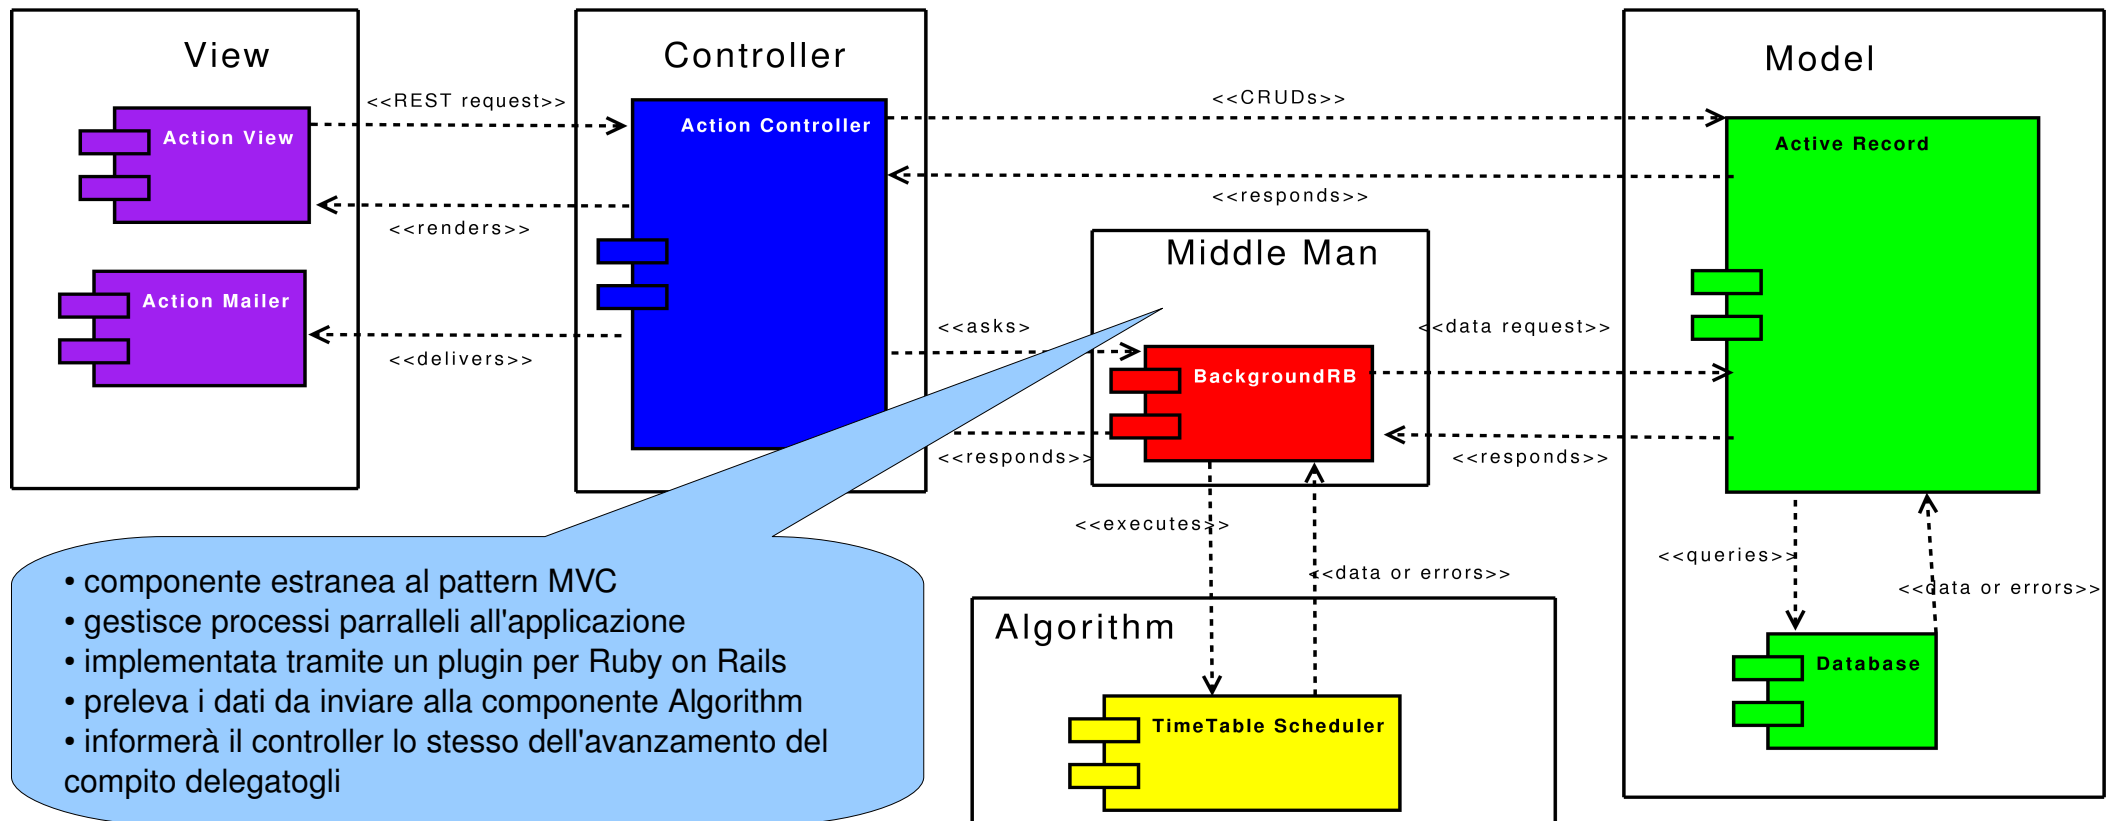 View
Controller
Model
<<REST request>>
<<CRUDs>>
Action View
Action Controller
Active Record
<<renders>>
<<responds>>
Middle Man
Action Mailer
<<delivers>>
<<asks>
<<data request>>
BackgroundRB
<<responds>>
<<responds>>
<<executes>>
<<data or errors>>
<<queries>>
<<data or errors>>
• componente estranea al pattern MVC
• gestisce processi parralleli all'applicazione
• implementata tramite un plugin per Ruby on Rails
• preleva i dati da inviare alla componente Algorithm
• informerà il controller lo stesso dell'avanzamento del
compito delegatogli
Algorithm
Database
TimeTable Scheduler